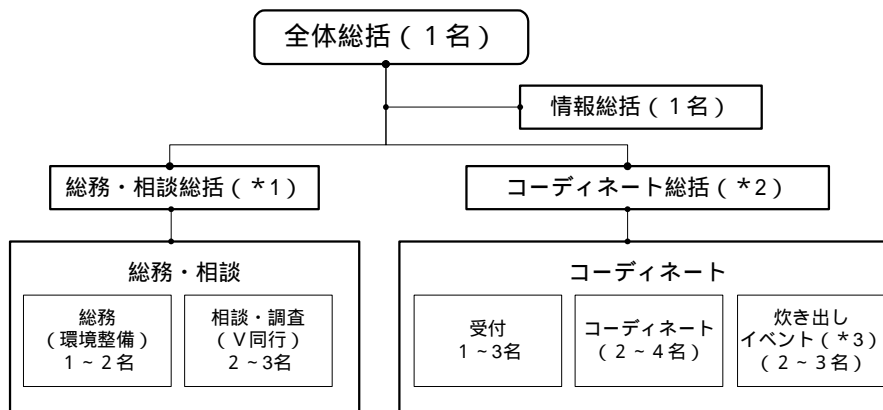 全体総括(1名)
情報総括(1名)
総務・相談総括(*1)
コーディネート総括(*2)
総務・相談
総務
(環境整備)
1~2名
相談・調査
(V同行)
2~3名
コーディネート
受付
1~3名
コーディネート
(2~4名)
炊き出し
イベント(*3)
(2~3名)